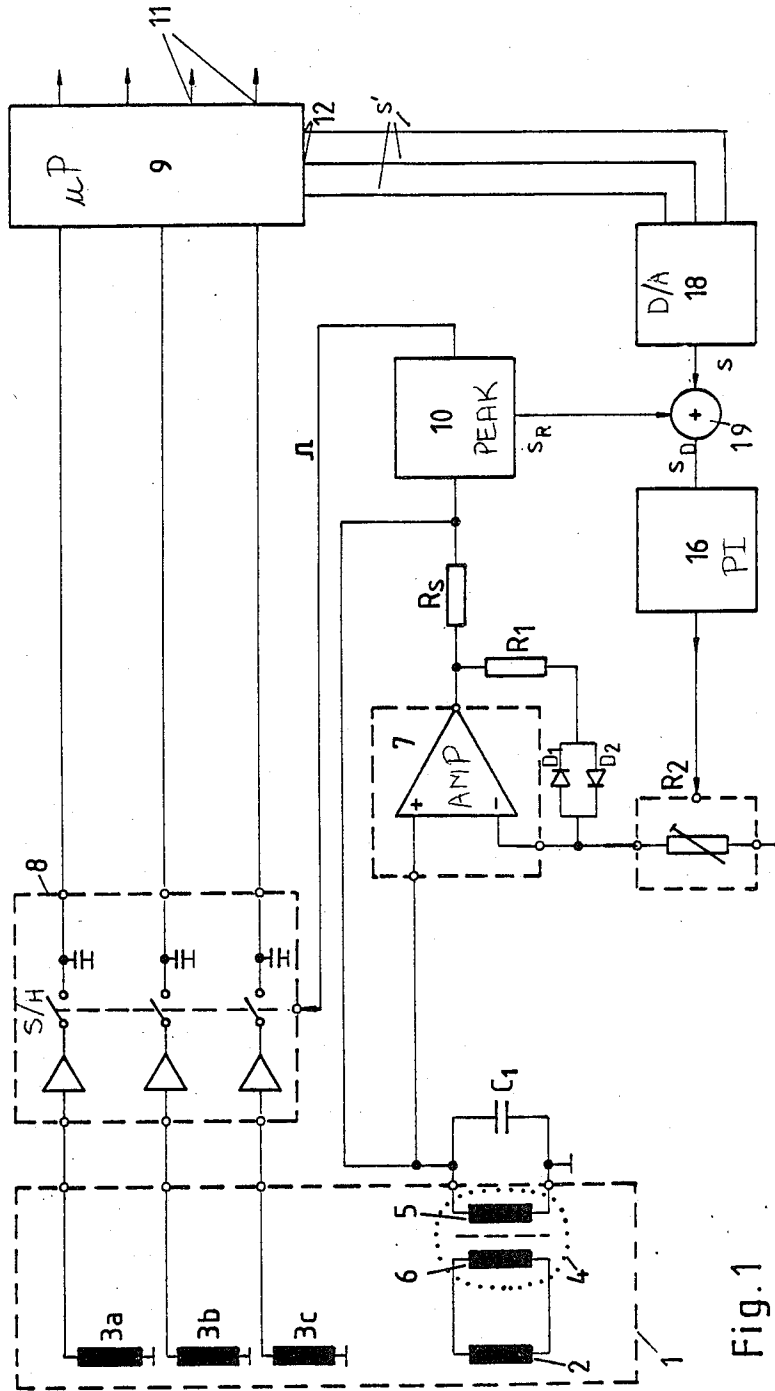 8
S/H
μP
9
11
12
s'
3a
3b
3c
7
AMP
+
−
RS
R1
D1
D2
R2
10
PEAK
SR
D/A
18
S
+
19
SD
16
PI
C1
5
6
4
2
1
Fig.1